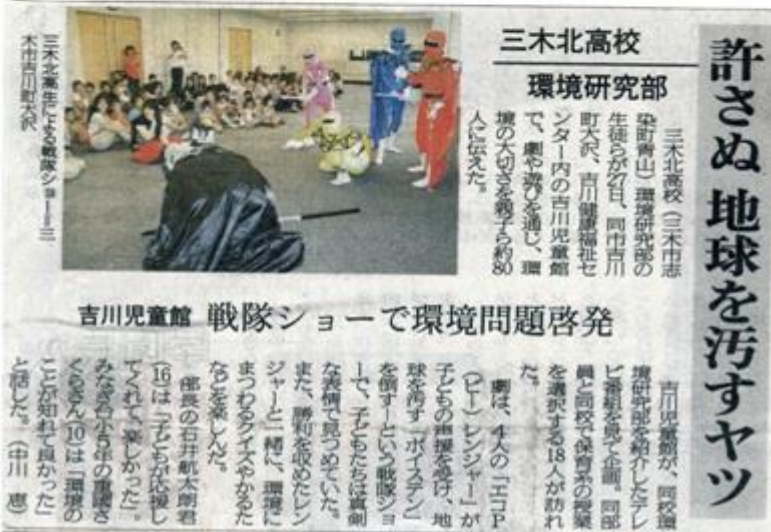 許さぬ 地球を汚すヤツ
三木北高校
環境研究部
三木北高校(三木市志
染町青山)環境研究部の
生徒らが27日、同市吉川
町大沢、吉川健康福祉セ
ンター内の吉川児童館
で、劇や遊びを通じ、環
境の大切さを親子ら約80
人に伝えた。
三木北高生による戦隊ショー=三
木市吉川町大沢
吉川児童館 戦隊ショーで環境問題啓発
吉川児童館が、同校環
境研究部を紹介したテレ
ビ番組を見て企画。同部
員と同校で保育系の授業
を選択する18人が訪れ
た。
劇は、4人の「エコP
(ピー)レンジャー」が
子どもの声援を受け、地
球を汚す「ポイステン」
を倒す―という戦隊ショ
ーで、子どもたちは真剣
な表情で見つめていた。
また、勝利を収めたレン
ジャーと一緒に、環境に
まつわるクイズやかるた
などを楽しんだ。
部長の石井航太朗君
(16)は「子どもが応援し
てくれて、楽しかった」。
みなぎ台小5年の重護さ
くらさん(10)は「環境の
ことが知れて良かった」
と話した。(中川 恵)